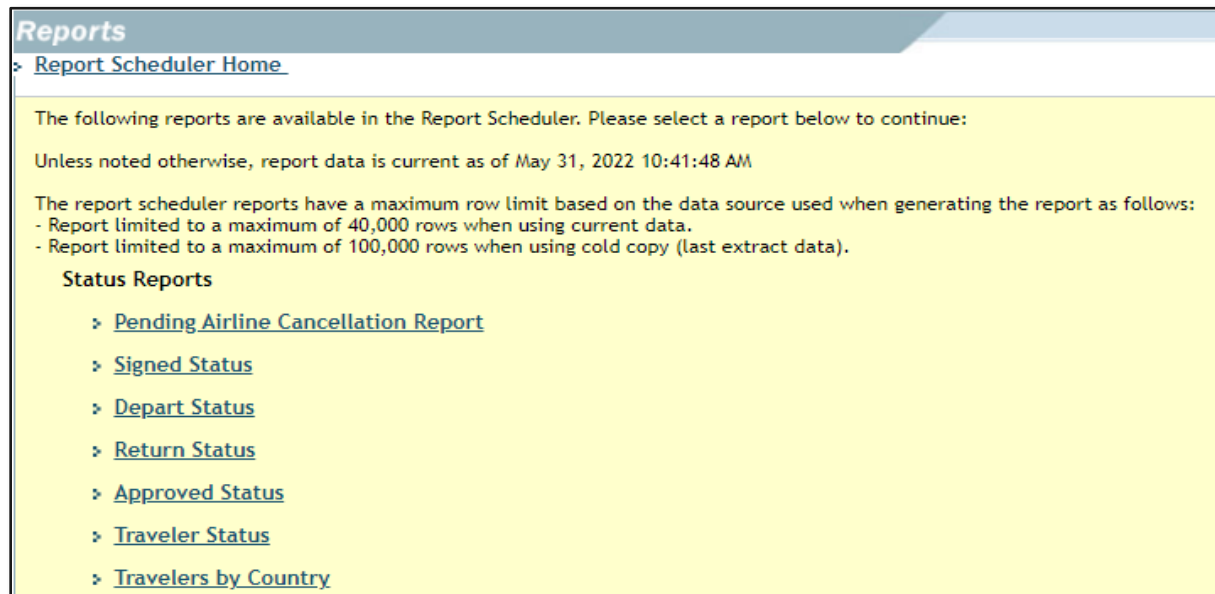 Reports
Report Scheduler Home
The following reports are available in the Report Scheduler. Please select a report below to continue:
Unless noted otherwise, report data is current as of May 31, 2022 10:41:48 AM
The report scheduler reports have a maximum row limit based on the data source used when generating the report as follows:
- Report limited to a maximum of 40,000 rows when using current data.
- Report limited to a maximum of 100,000 rows when using cold copy (last extract data).
Status Reports
Pending Airline Cancellation Report
Signed Status
Depart Status
Return Status
Approved Status
Traveler Status
Travelers by Country